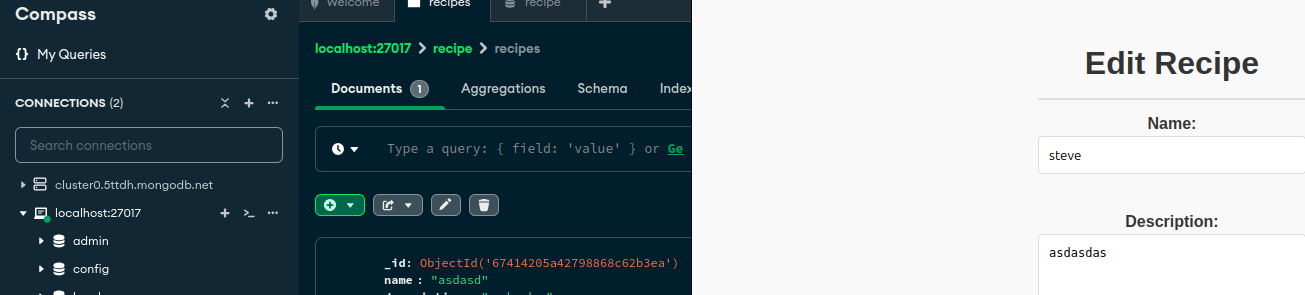 Compass
{} My Queries
CONNECTIONS (2)
Search connections
cluster0.5ttdh.mongodb.net
localhost:27017
admin
config
Welcome
recipes
recipe
localhost:27017 > recipe > recipes
Documents 1
Aggregations
Schema
Index
Type a query: { field: 'value' } or Ge
_id: ObjectId('67414205a42798868c62b3ea')
name : "asdasd"
Edit Recipe
Name:
steve
Description:
asdasdas